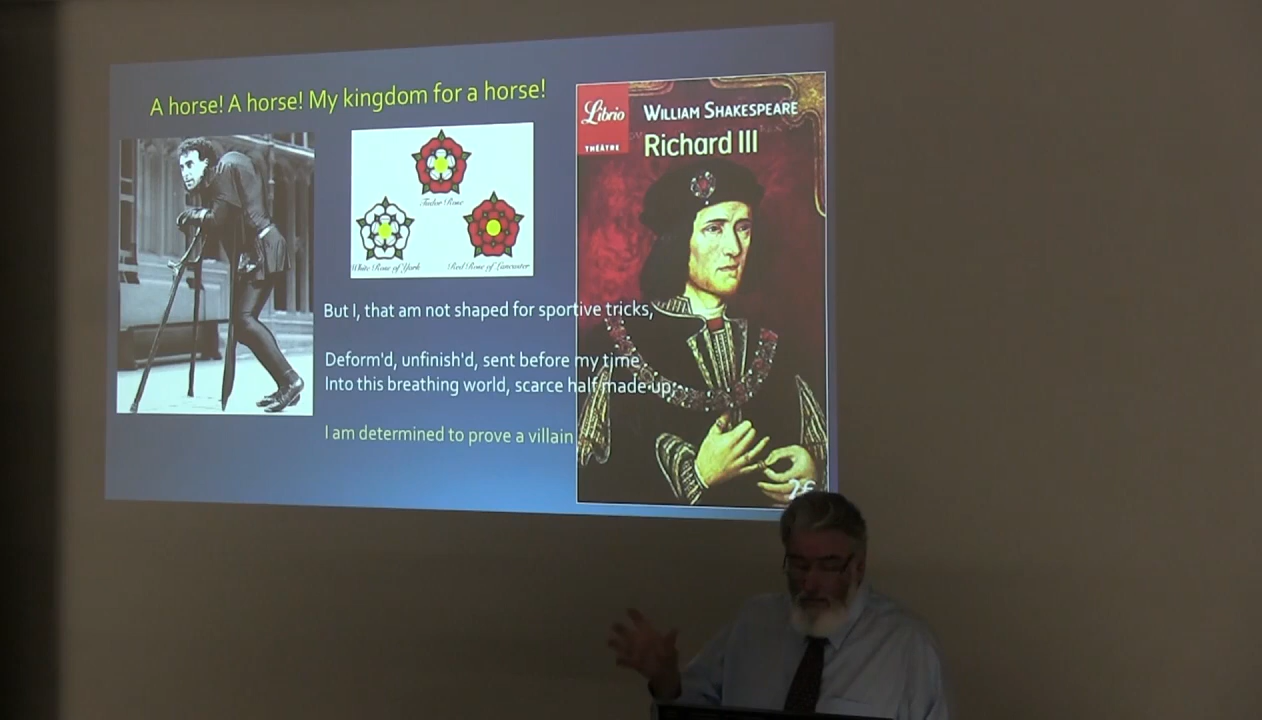 A horse! A horse! My kingdom for a horse!
Librio
THÉÂTRE
WILLIAM SHAKESPEARE
Richard III
Tudor Rose
White Rose of York
Red Rose of Lancaster
But I, that am not shaped for sportive tricks,
Deform'd, unfinish'd, sent before my time
Into this breathing world, scarce half made up,
I am determined to prove a villain